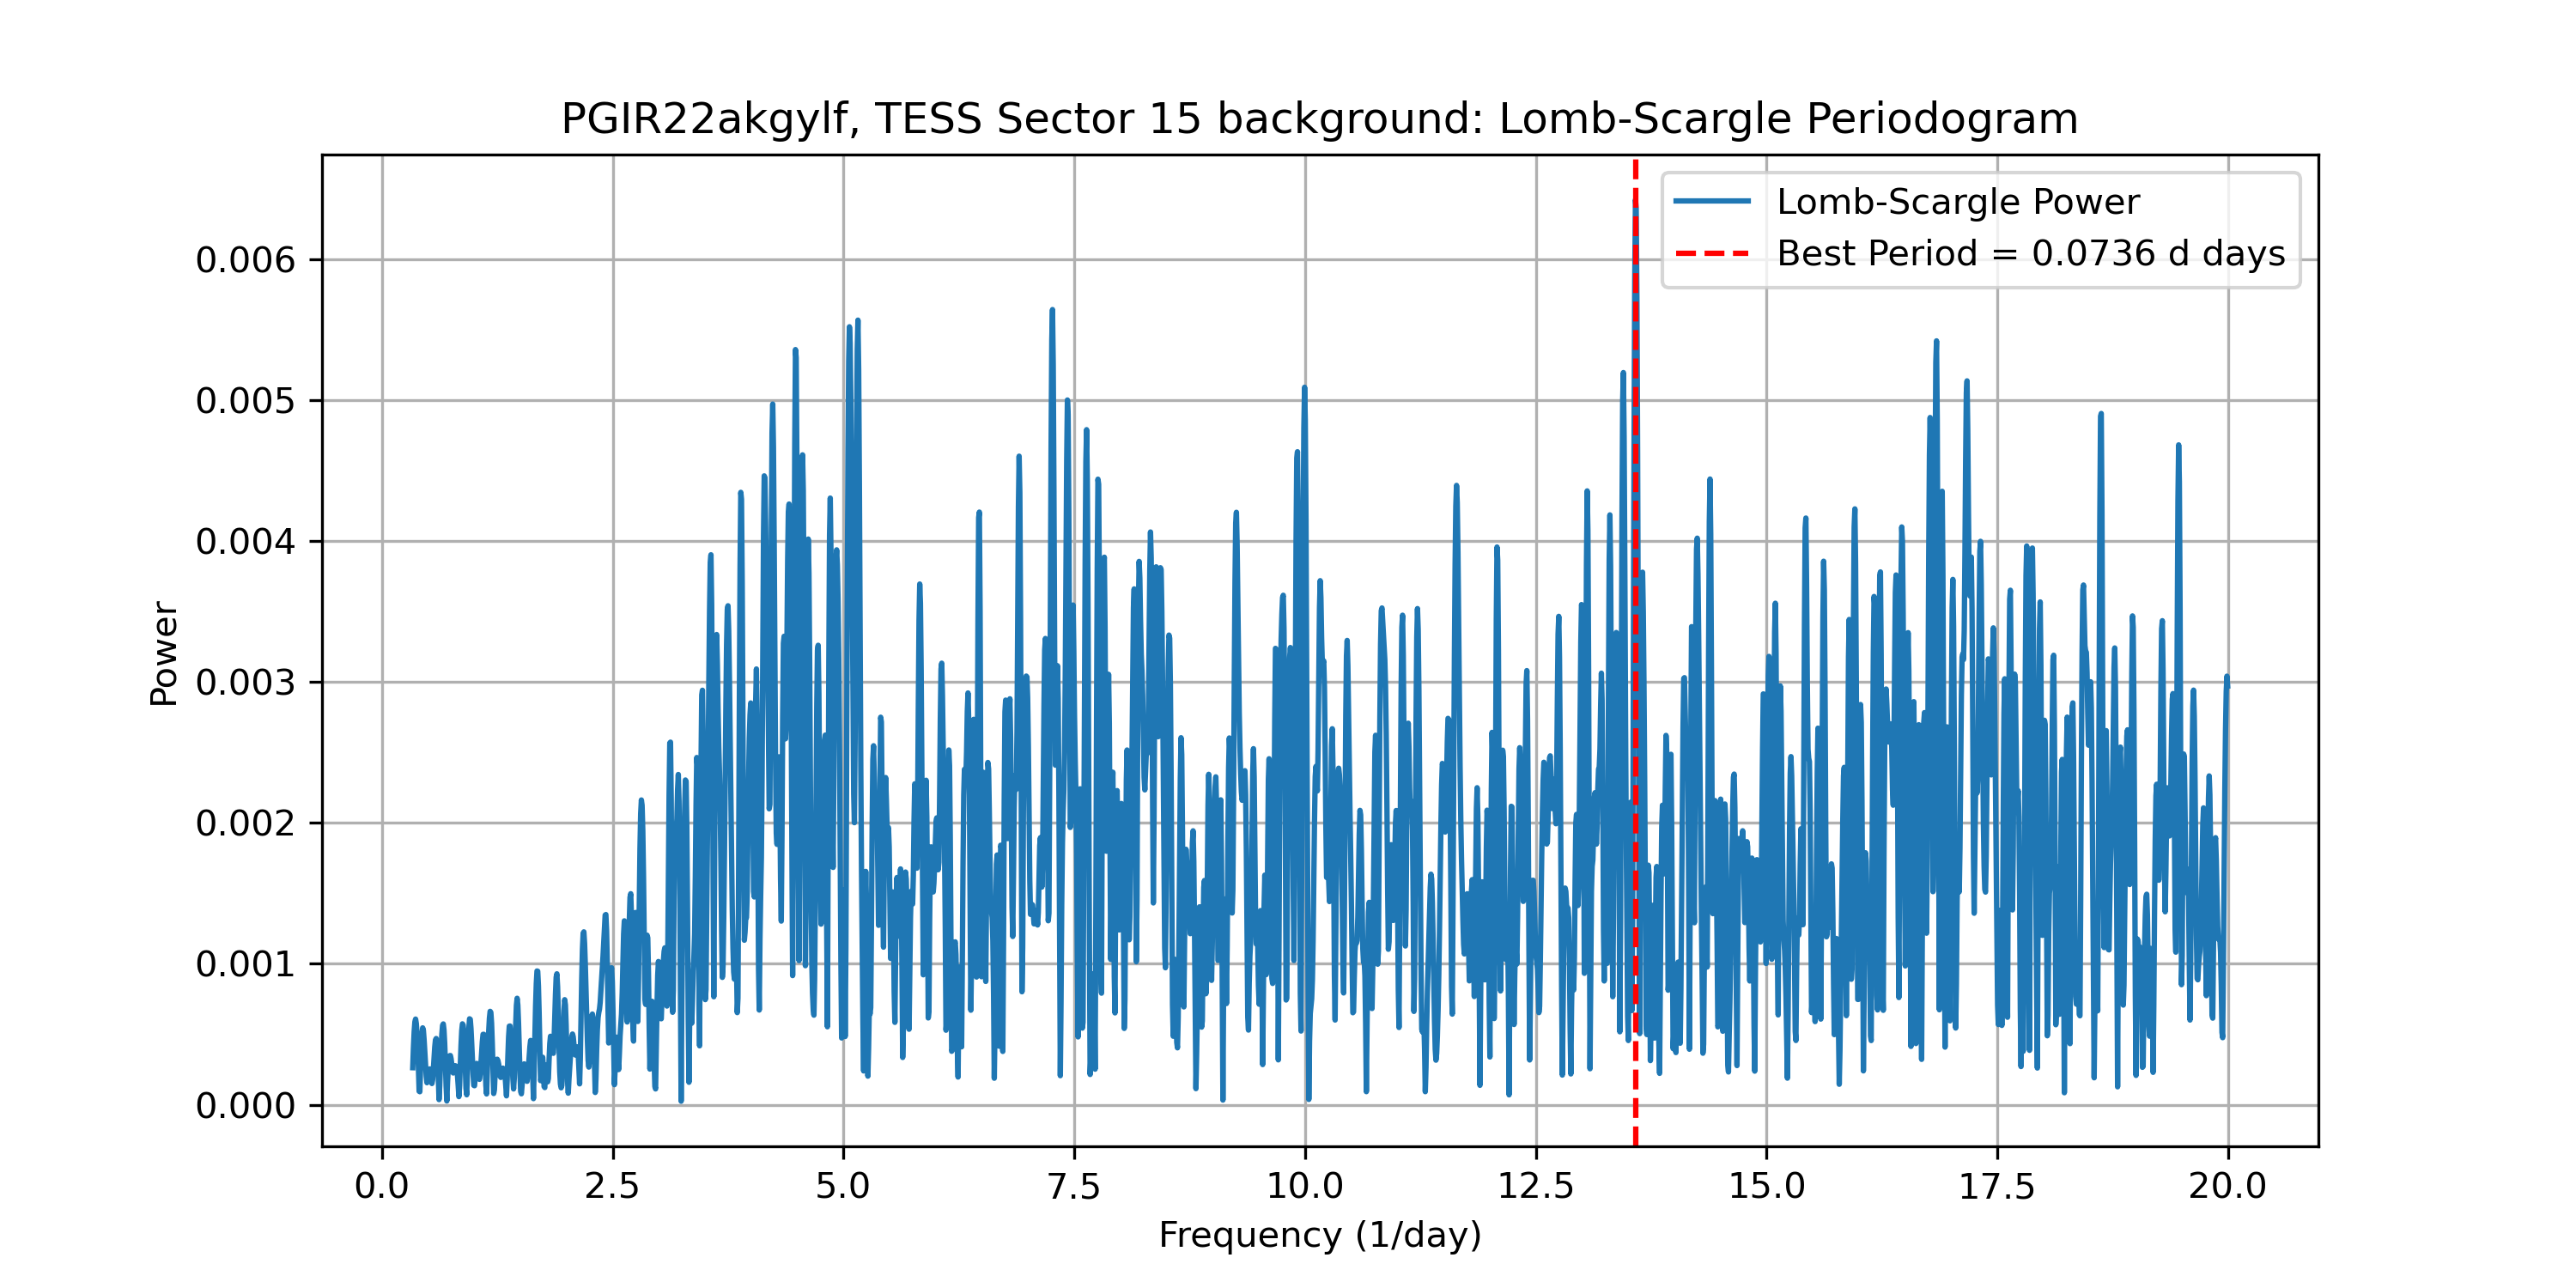 PGIR22akgylf, TESS Sector 15 background: Lomb-Scargle Periodogram
Lomb-Scargle Power
Best Period = 0.0736 d days
Power
0.006
0.005
0.004
0.003
0.002
0.001
0.000
0.0 2.5 5.0 7.5 10.0 12.5 15.0 17.5 20.0
Frequency (1/day)